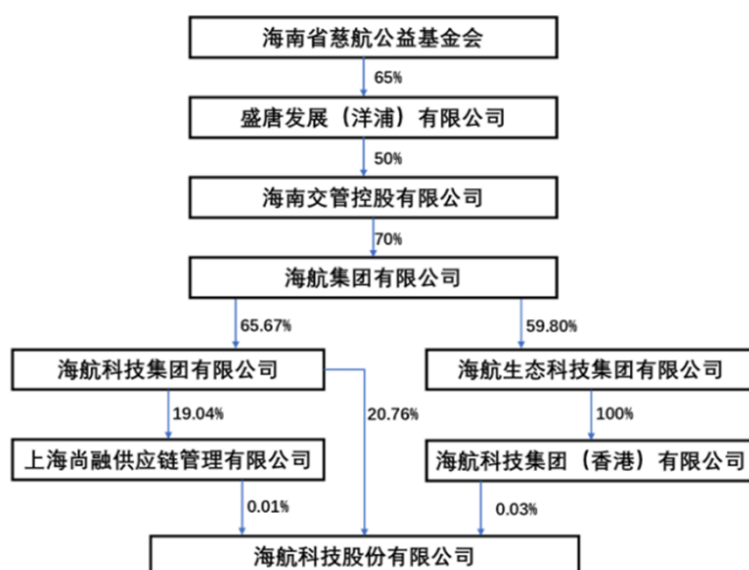 海南省慈航公益基金会
65%
盛唐发展（洋浦）有限公司
50%
海南交管控股有限公司
70%
海航集团有限公司
65.67%
59.80%
海航科技集团有限公司
海航生态科技集团有限公司
19.04%
20.76%
100%
上海尚融供应链管理有限公司
海航科技集团（香港）有限公司
0.01%
0.03%
海航科技股份有限公司